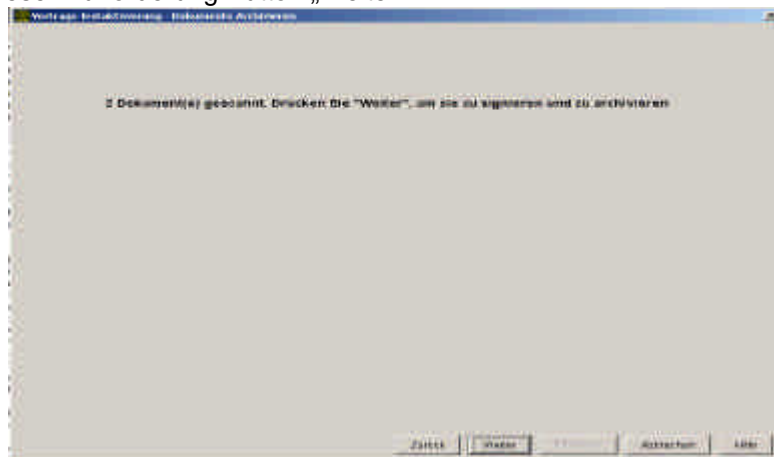 Dokumente Archivieren
2 Dokument(e) gescannt. Drücken Sie "Weiter", um sie zu signieren und zu archivieren
Zurück Weiter Abbrechen Hilfe